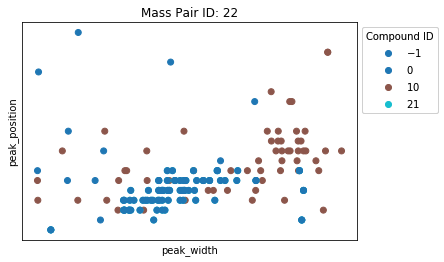 Mass Pair ID: 22
Compound ID
−1
0
10
21
peak_position
peak_width